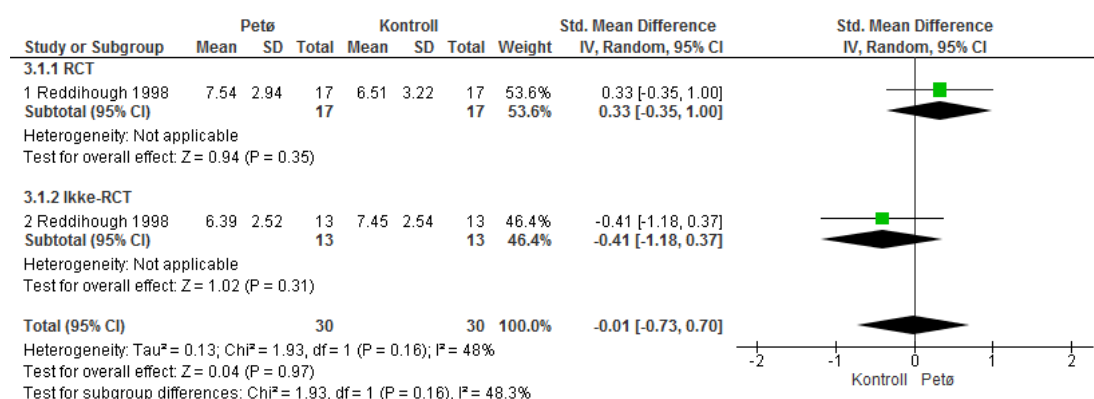 Petø Kontroll Std. Mean Difference Std. Mean Difference
Study or Subgroup Mean SD Total Mean SD Total Weight IV, Random, 95% CI IV, Random, 95% CI
3.1.1 RCT
1 Reddihough 1998 7.54 2.94 17 6.51 3.22 17 53.6% 0.33 [-0.35, 1.00]
Subtotal (95% CI) 17 17 53.6% 0.33 [-0.35, 1.00]
Heterogeneity: Not applicable
Test for overall effect: Z = 0.94 (P = 0.35)
3.1.2 Ikke-RCT
2 Reddihough 1998 6.39 2.52 13 7.45 2.54 13 46.4% -0.41 [-1.18, 0.37]
Subtotal (95% CI) 13 13 46.4% -0.41 [-1.18, 0.37]
Heterogeneity: Not applicable
Test for overall effect: Z = 1.02 (P = 0.31)
Total (95% CI) 30 30 100.0% -0.01 [-0.73, 0.70]
Heterogeneity: Tau² = 0.13; Chi² = 1.93, df = 1 (P = 0.16); I² = 48%
Test for overall effect: Z = 0.04 (P = 0.97)
Test for subgroup differences: Chi² = 1.93, df = 1 (P = 0.16), I² = 48.3%
-2 -1 0 1 2
Kontroll Petø